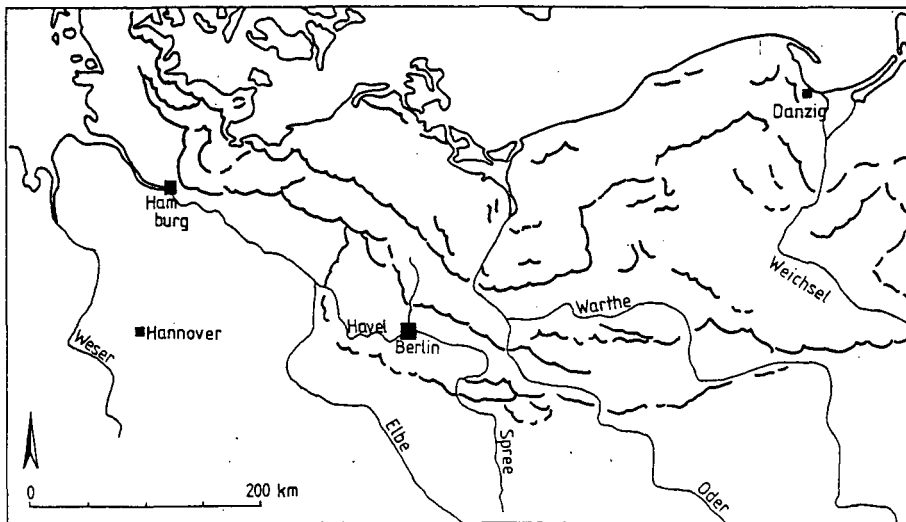 Danzig
Ham
burg
Weichsel
Warthe
Hannover
Havel
Berlin
Weser
Elbe
Spree
Oder
0
200 km